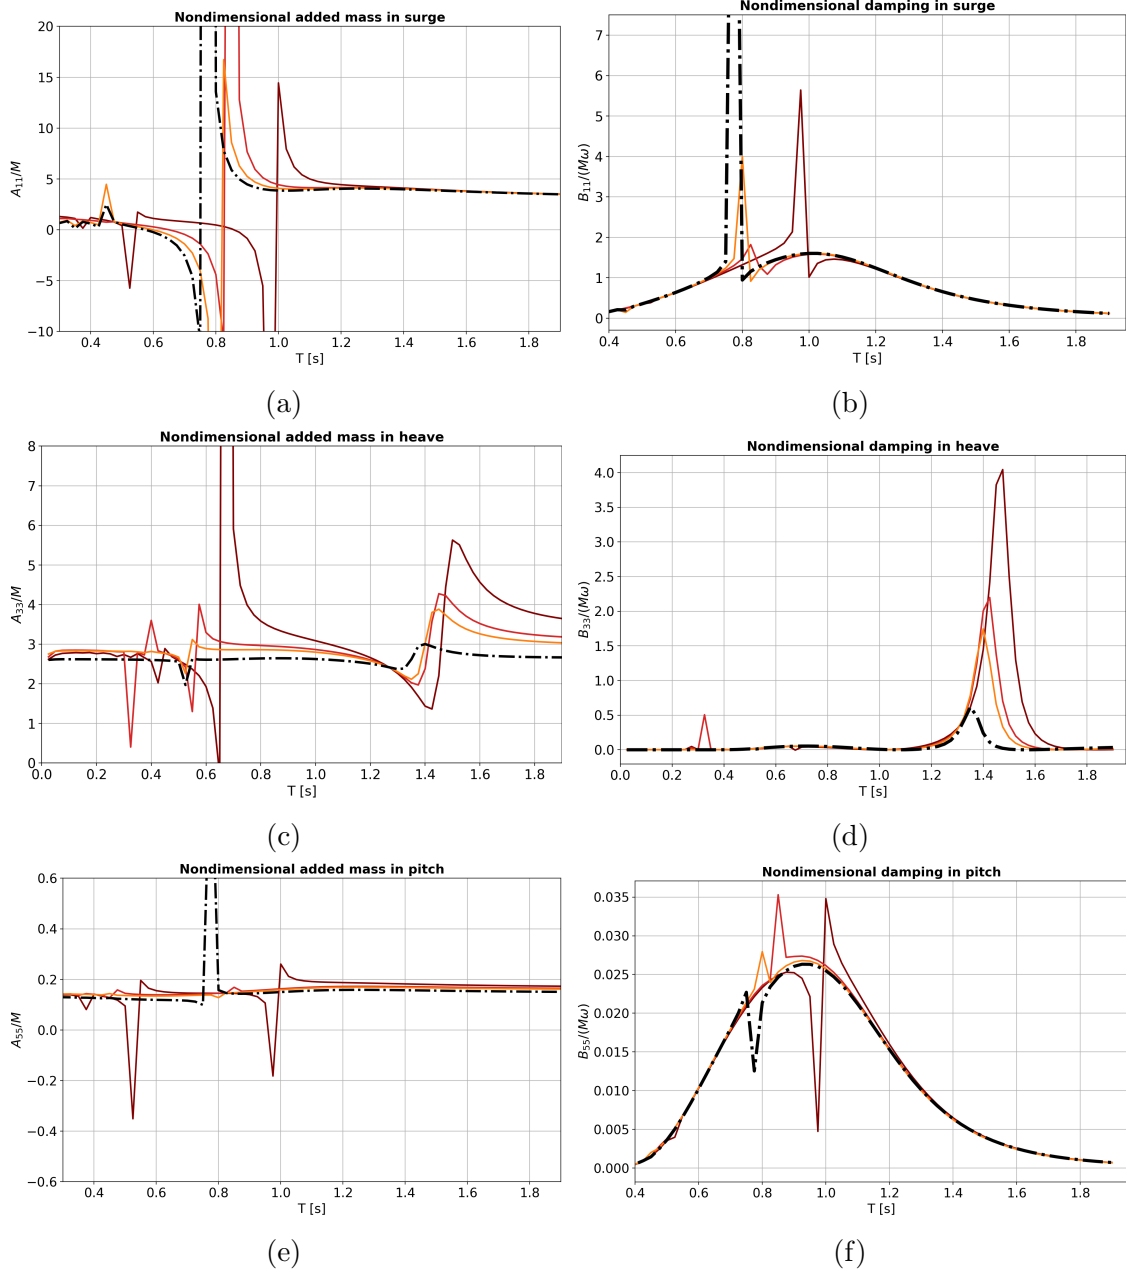 Nondimensional added mass in surge
20
15
10
5
0
−5
−10
A11/M
0.4 0.6 0.8 1.0 1.2 1.4 1.6 1.8
T [s]
(a)
Nondimensional damping in surge
7
6
5
4
3
2
1
0
B11/(Mω)
0.4 0.6 0.8 1.0 1.2 1.4 1.6 1.8
T [s]
(b)
Nondimensional added mass in heave
8
7
6
5
4
3
2
1
0
A33/M
0.0 0.2 0.4 0.6 0.8 1.0 1.2 1.4 1.6 1.8
T [s]
(c)
Nondimensional damping in heave
4.0
3.5
3.0
2.5
2.0
1.5
1.0
0.5
0.0
B33/(Mω)
0.0 0.2 0.4 0.6 0.8 1.0 1.2 1.4 1.6 1.8
T [s]
(d)
Nondimensional added mass in pitch
0.6
0.4
0.2
0.0
−0.2
−0.4
−0.6
A55/M
0.4 0.6 0.8 1.0 1.2 1.4 1.6 1.8
T [s]
(e)
Nondimensional damping in pitch
0.035
0.030
0.025
0.020
0.015
0.010
0.005
0.000
B55/(Mω)
0.4 0.6 0.8 1.0 1.2 1.4 1.6 1.8
T [s]
(f)